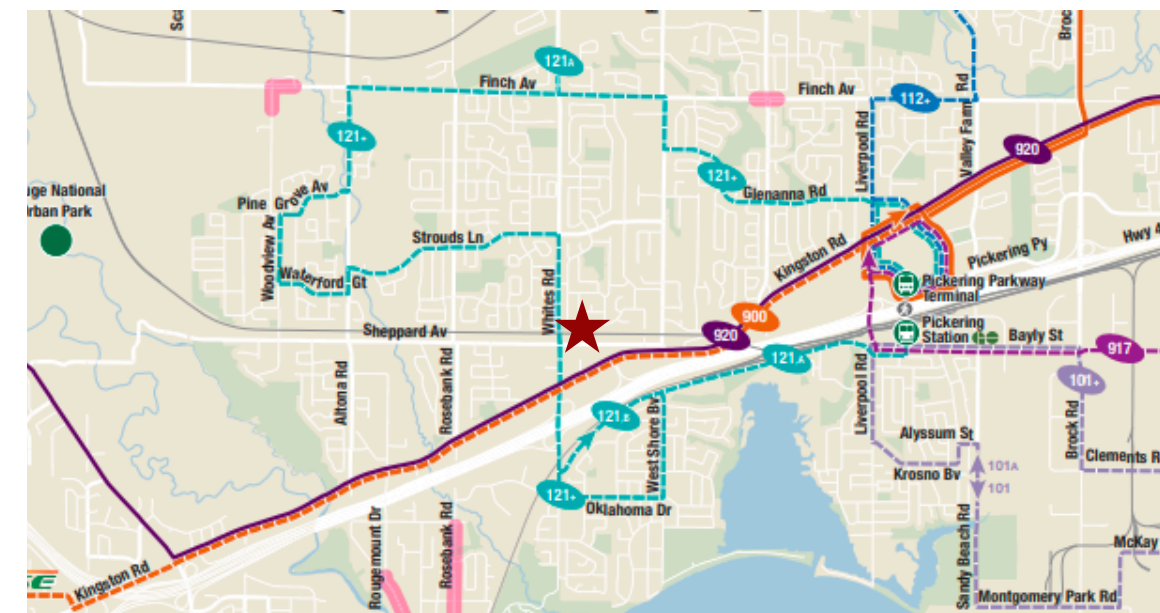 121A
Finch Av
Finch Av
112+
Valley Farm Rd
Liverpool Rd
121+
920
121+
Glenanna Rd
Pine Grove Av
Urban Park
Woodview Av
Strouds Ln
Waterford Gt
Whites Rd
Kingston Rd
Pickering Py
Pickering Parkway
Terminal
900
920
Sheppard Av
Pickering
Station
Bayly St
917
121A
101+
Altona Rd
Rosebank Rd
Liverpool Rd
Brock Rd
121B
West Shore Bv
Alyssum St
Krosno Bv
101A
101
121+
Oklahoma Dr
Rougemount Dr
Rosebank Rd
Sandy Beach Rd
Kingston Rd
Montgomery Park Rd